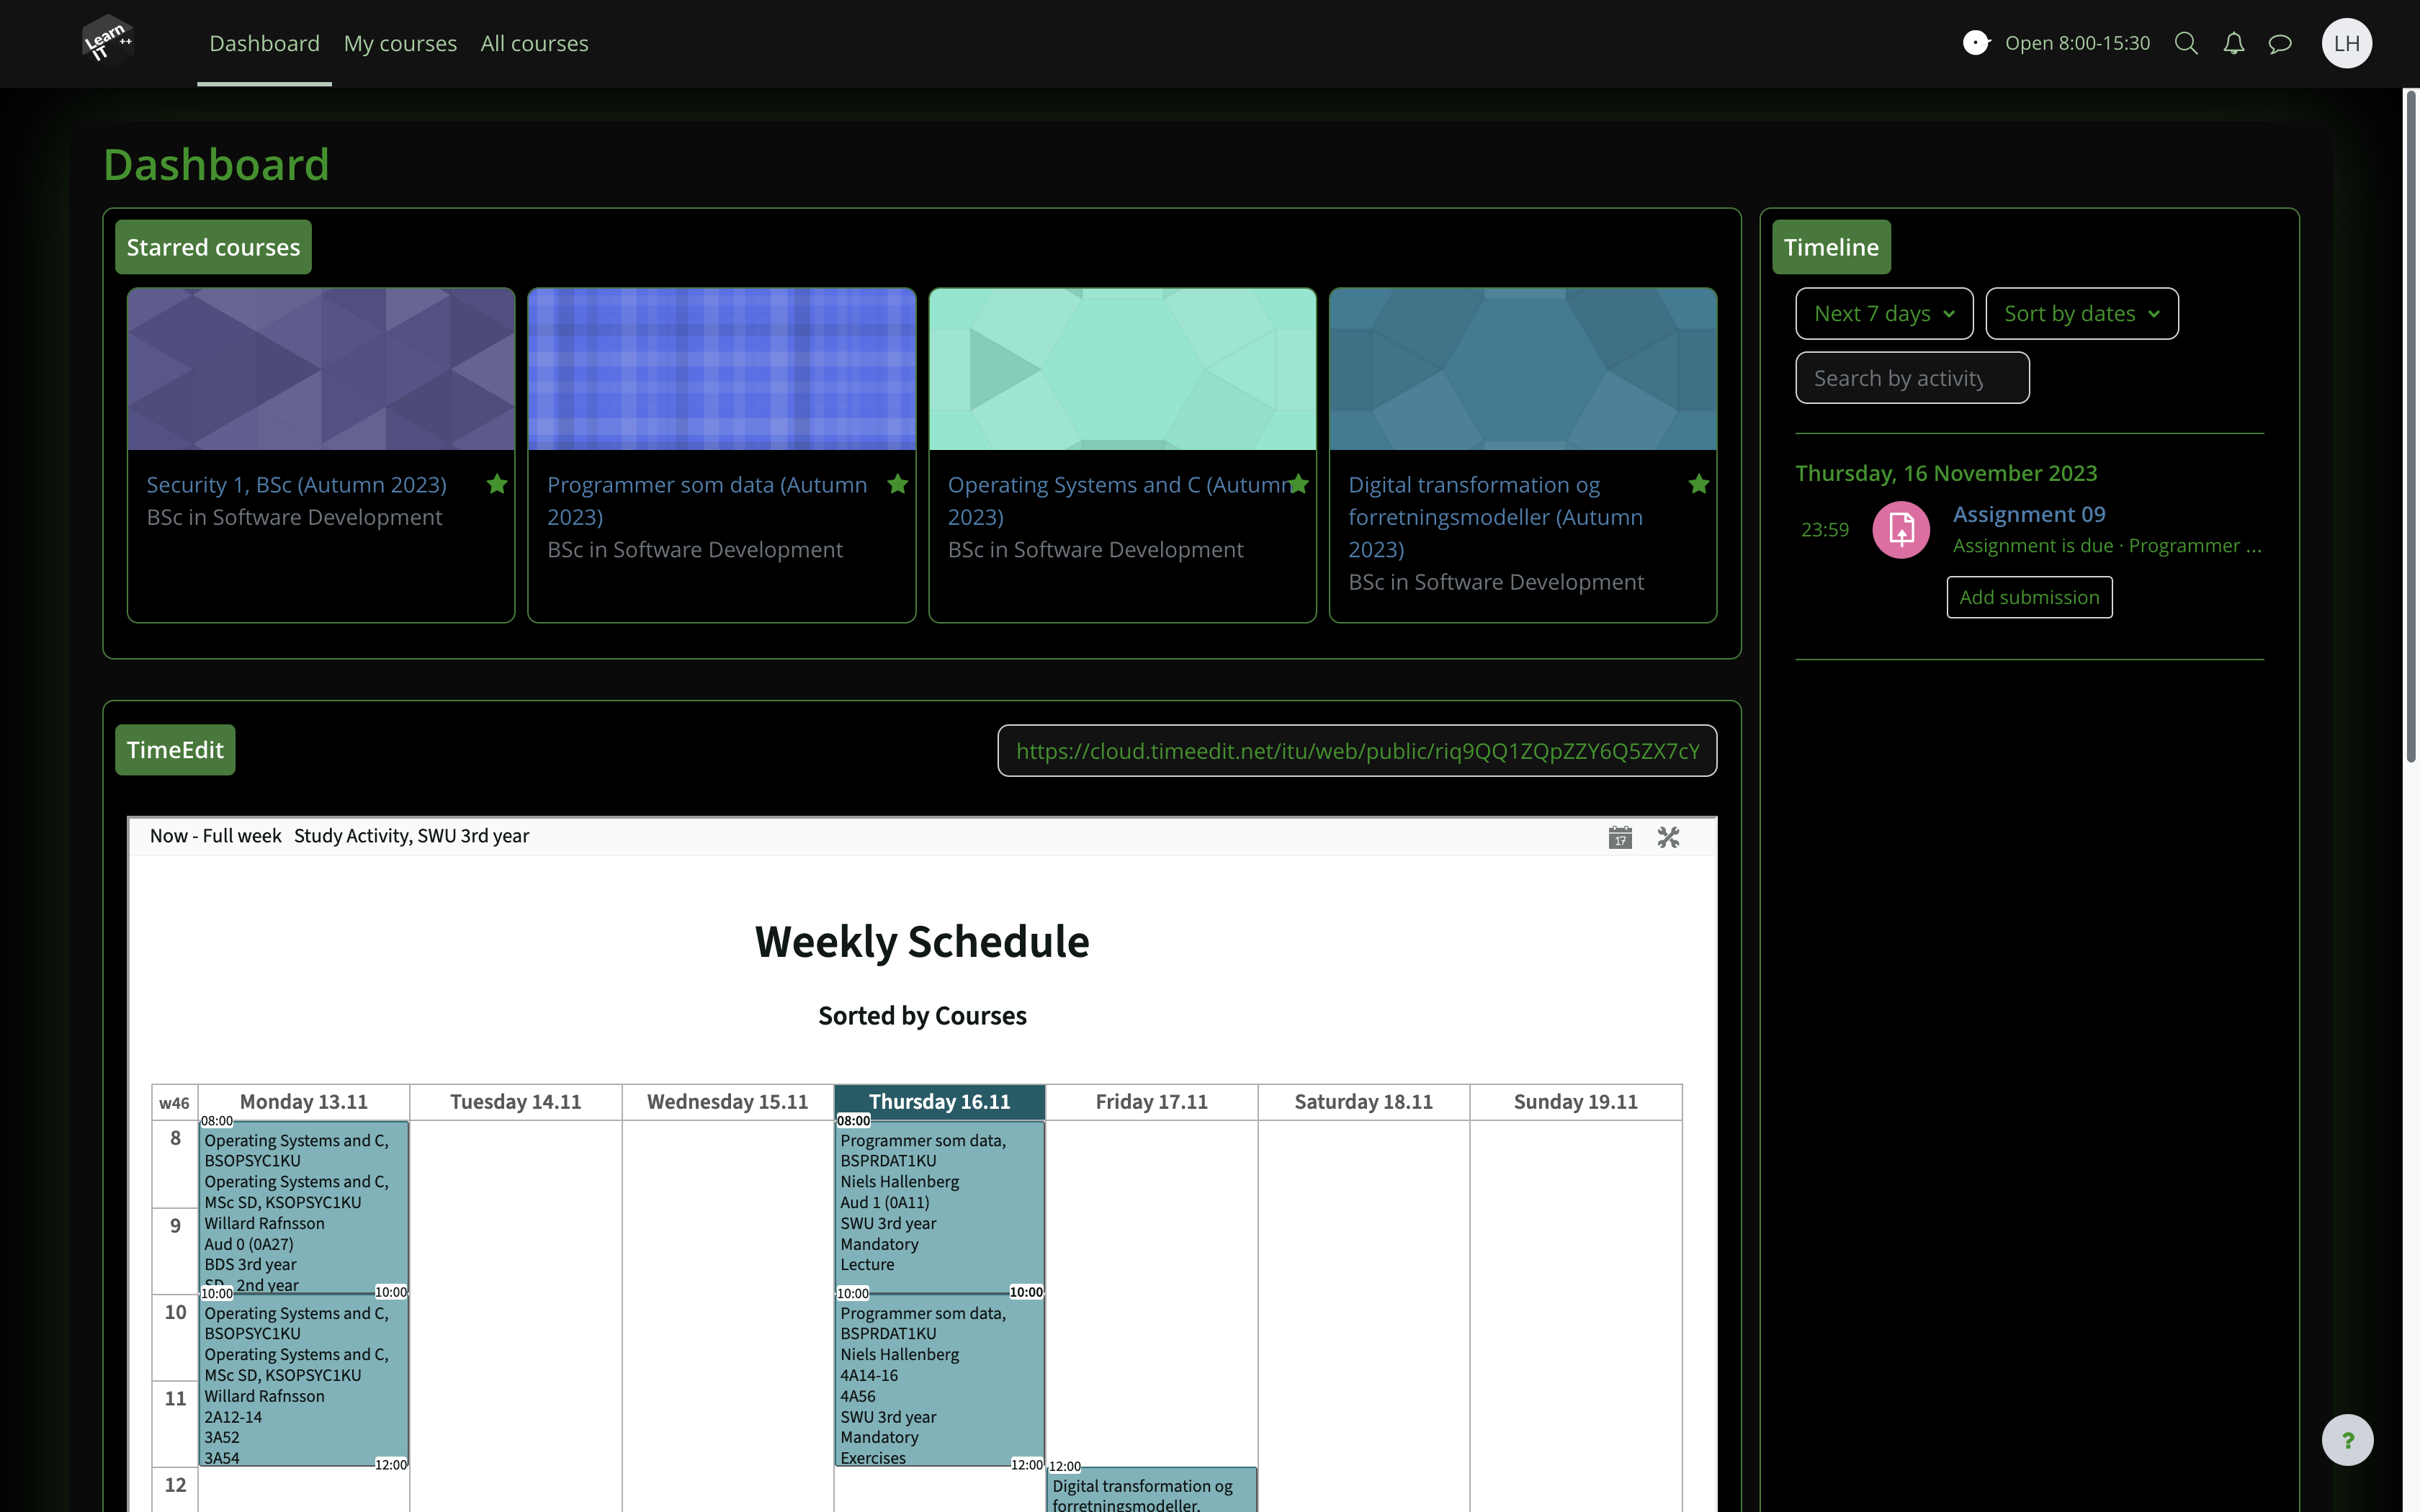 Learn
IT ++
Dashboard
My courses
All courses
Open 8:00-15:30
LH
Dashboard
Starred courses
Security 1, BSc (Autumn 2023)
BSc in Software Development
Programmer som data (Autumn
2023)
BSc in Software Development
Operating Systems and C (Autumn
2023)
BSc in Software Development
Digital transformation og
forretningsmodeller (Autumn
2023)
BSc in Software Development
Timeline
Next 7 days
Sort by dates
Search by activity
Thursday, 16 November 2023
23:59
Assignment 09
Assignment is due · Programmer ...
Add submission
TimeEdit
https://cloud.timeedit.net/itu/web/public/riq9QQ1ZQpZZY6Q5ZX7cY
Now - Full week Study Activity, SWU 3rd year
17
Weekly Schedule
Sorted by Courses
w46
Monday 13.11
Tuesday 14.11
Wednesday 15.11
Thursday 16.11
Friday 17.11
Saturday 18.11
Sunday 19.11
8
9
10
11
12
08:00
Operating Systems and C,
BSOPSYC1KU
Operating Systems and C,
MSc SD, KSOPSYC1KU
Willard Rafnsson
Aud 0 (0A27)
BDS 3rd year
SD 2nd year
10:00
10:00
Operating Systems and C,
BSOPSYC1KU
Operating Systems and C,
MSc SD, KSOPSYC1KU
Willard Rafnsson
2A12-14
3A52
3A54
12:00
08:00
Programmer som data,
BSPRDAT1KU
Niels Hallenberg
Aud 1 (0A11)
SWU 3rd year
Mandatory
Lecture
10:00
10:00
Programmer som data,
BSPRDAT1KU
Niels Hallenberg
4A14-16
4A56
SWU 3rd year
Mandatory
Exercises
12:00
12:00
Digital transformation og
forretningsmodeller,
?